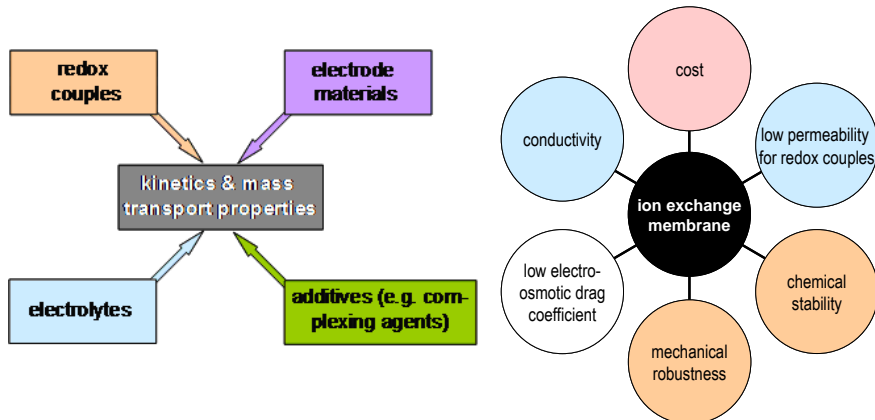 redox
couples
electrode
materials
kinetics & mass
transport properties
electrolytes
additives (e.g. com-
plexing agents)
cost
conductivity
low permeability
for redox couples
ion exchange
membrane
low electro-
osmotic drag
coefficient
chemical
stability
mechanical
robustness